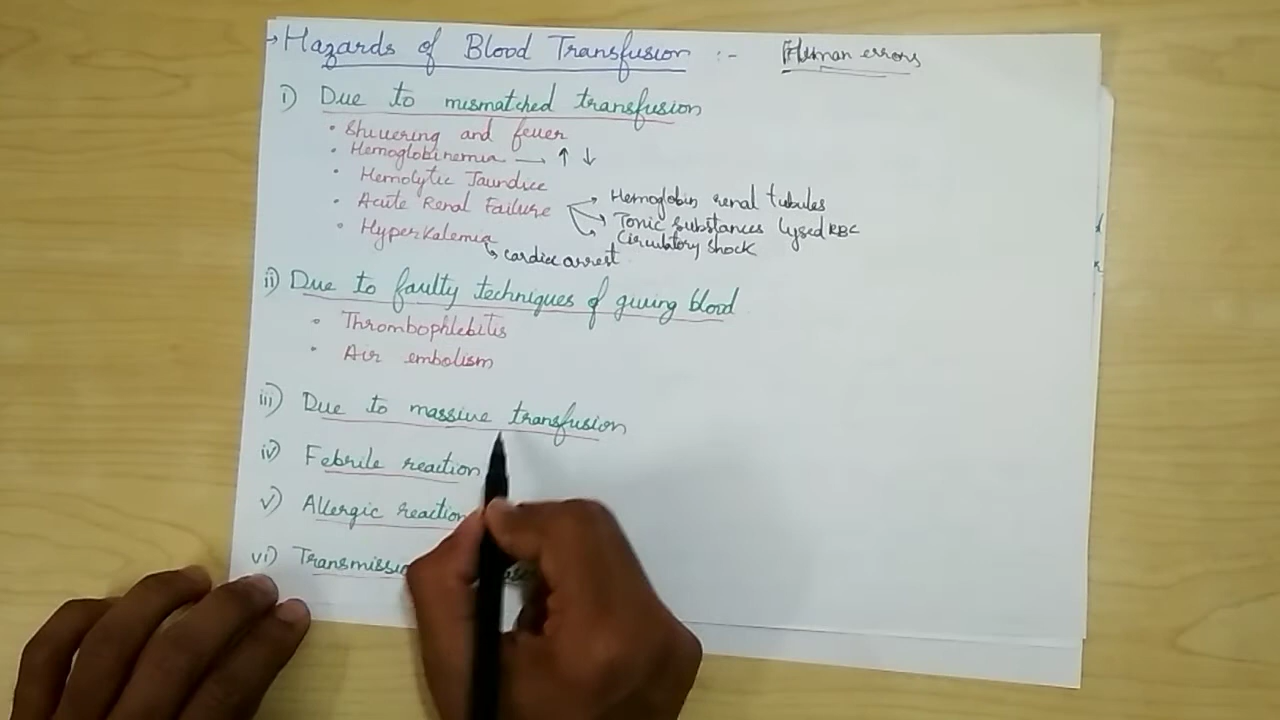 → Hazards of Blood Transfusion :- Human errors
i) Due to mismatched transfusion
• Shivering and fever
• Hemoglobinemia → ↑ ↓
• Hemolytic Jaundice
• Acute Renal Failure → Hemoglobin renal tubules
→ Toxic Substances lysed RBC
→ Circulatory shock
• Hyperkalemia
↳ cardiac arrest
ii) Due to faulty techniques of giving blood
• Thrombophlebitis
• Air embolism
iii) Due to massive transfusion
iv) Febrile reaction
v) Allergic reaction
vi)